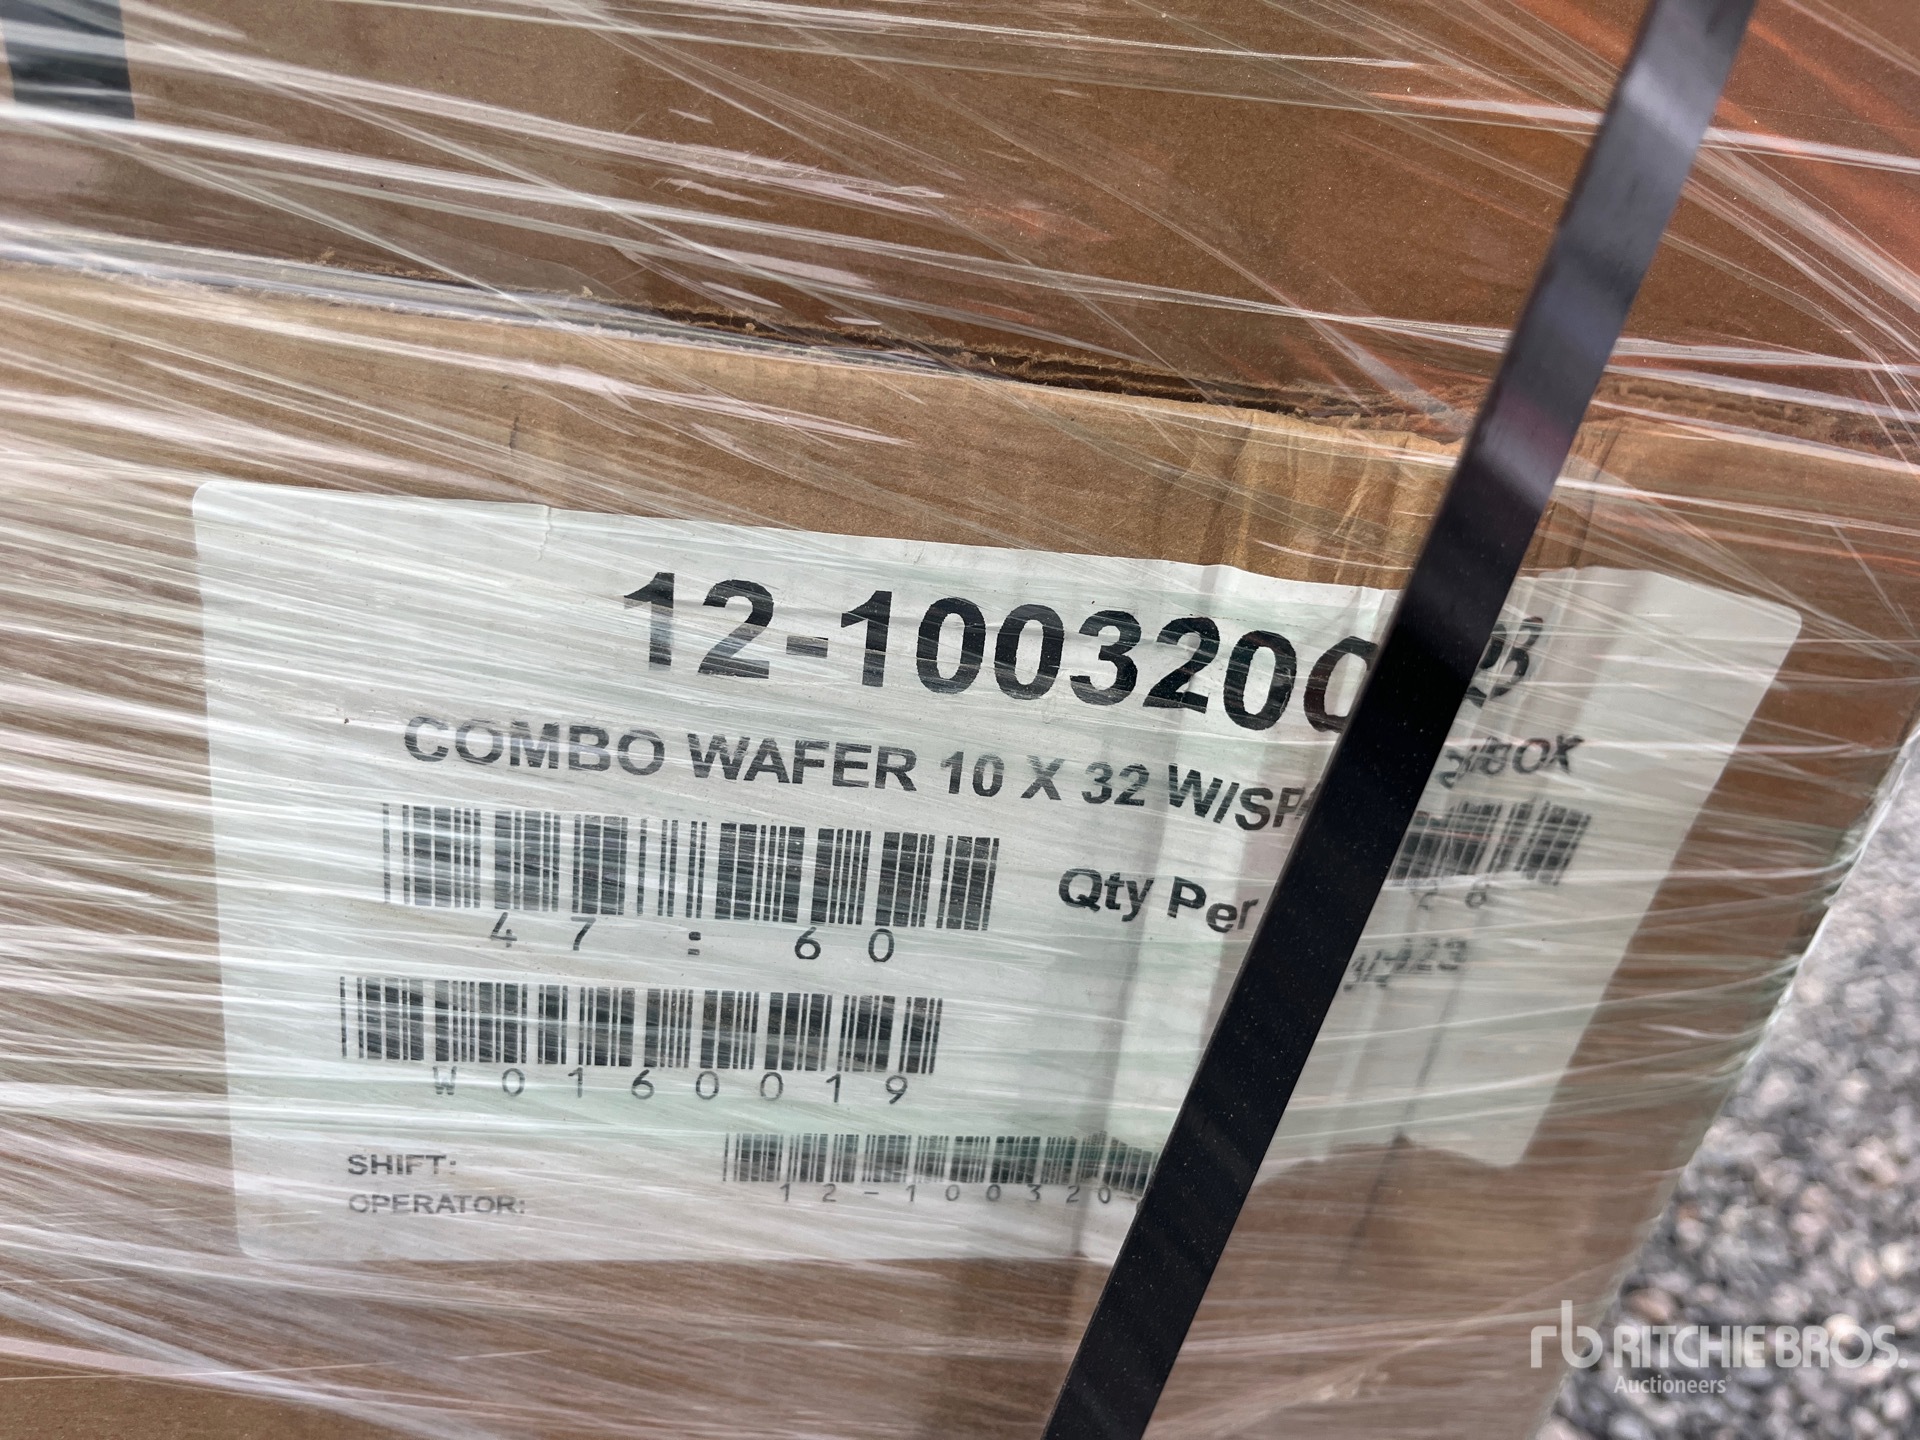 12-100320
COMBO WAFER 10 X 32 W/SP
47:60
Qty Per
W0160019
SHIFT:
12-100320
OPERATOR:
rb RITCHIE BROS.
Auctioneers